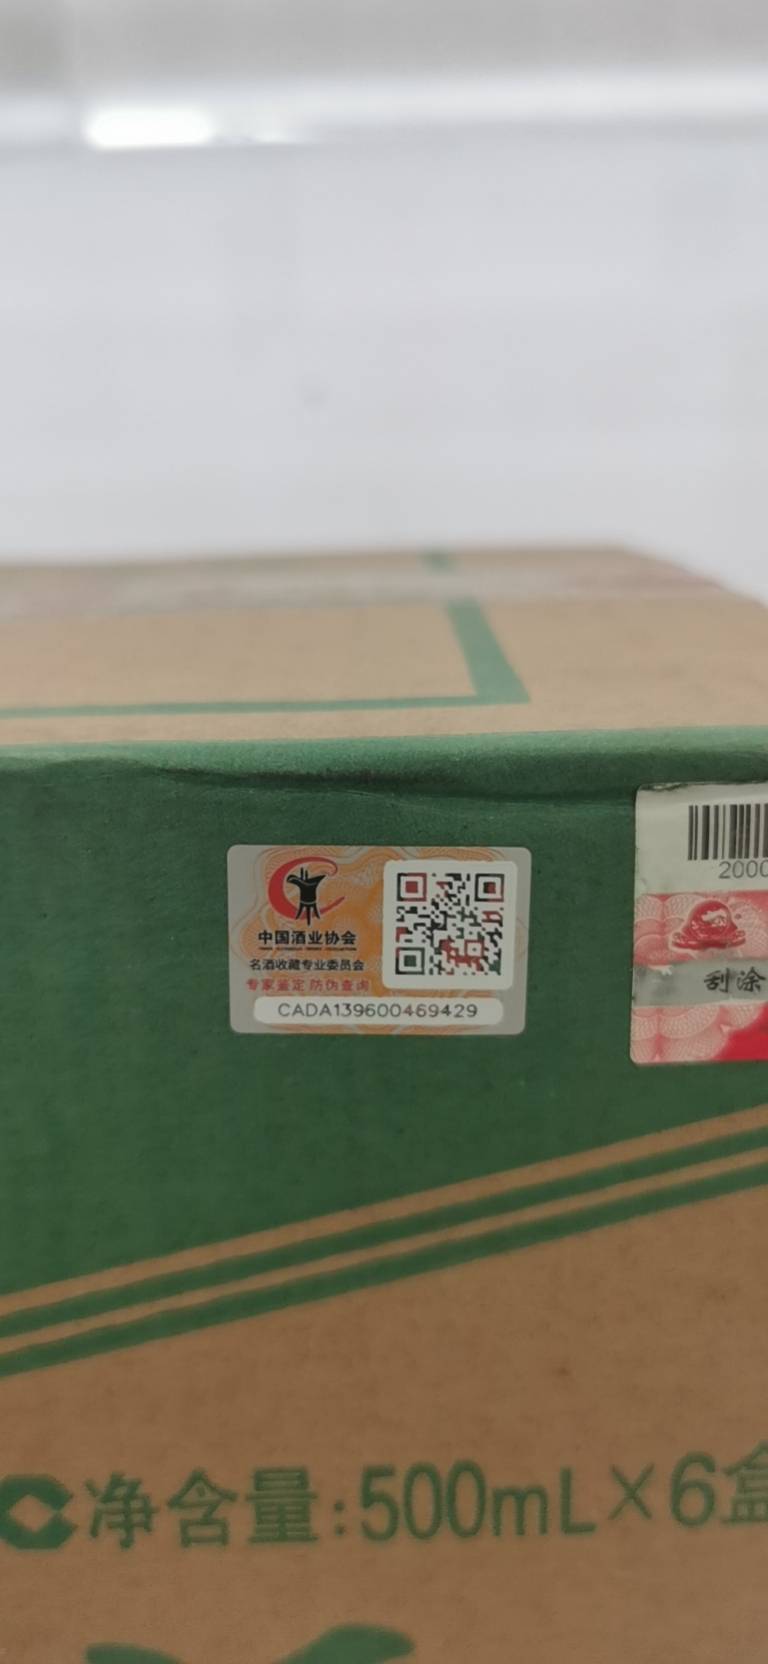 2000
中国酒业协会
名酒收藏专业委员会
专家鉴定 防伪查询
CADA139600469429
刮涂
净含量:500mL×6盒